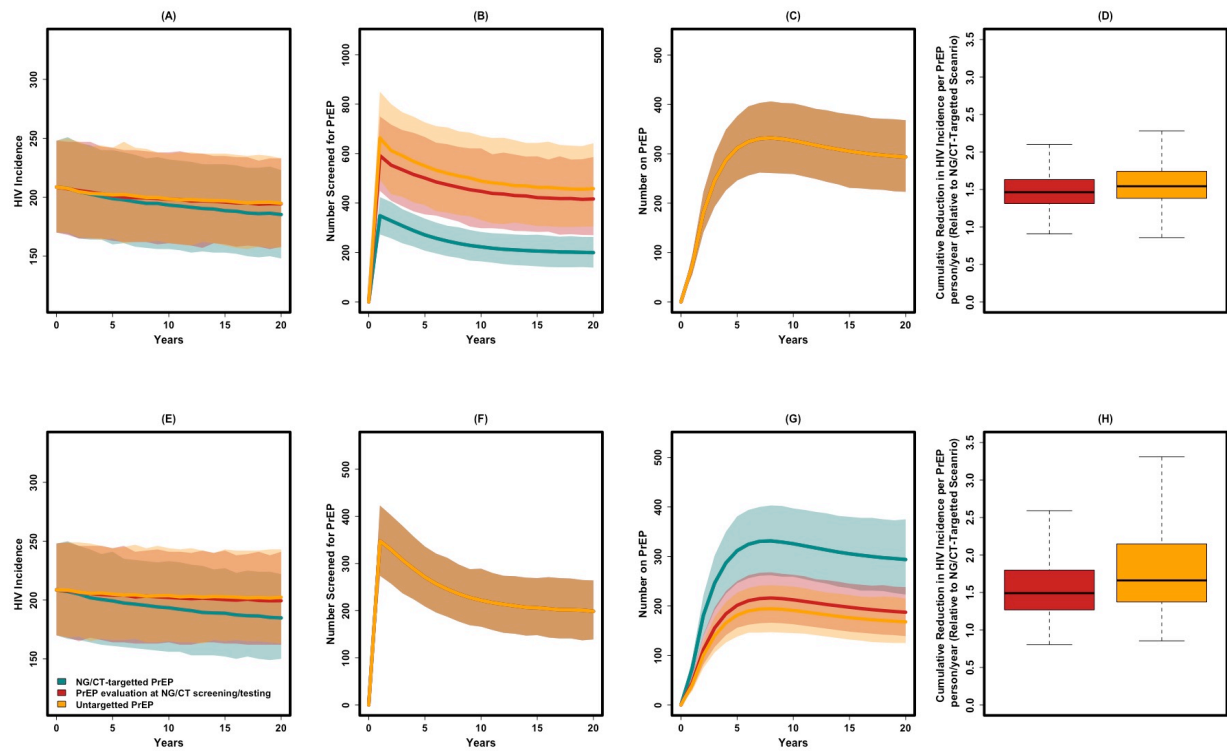 (A)
HIV Incidence
300
250
200
150
0 5 10 15 20
Years
(B)
Number Screened for PrEP
1000
800
600
400
200
0
0 5 10 15 20
Years
(C)
Number on PrEP
500
400
300
200
100
0
0 5 10 15 20
Years
(D)
Cumulative Reduction in HIV Incidence per PrEP
person/year (Relative to NG/CT-Targetted Sceanrio)
3.5
3.0
2.5
2.0
1.5
1.0
0.5
0.0
(E)
HIV Incidence
300
250
200
150
0 5 10 15 20
Years
NG/CT-targetted PrEP
PrEP evaluation at NG/CT screening/testing
Untargetted PrEP
(F)
Number Screened for PrEP
500
400
300
200
100
0
0 5 10 15 20
Years
(G)
Number on PrEP
500
400
300
200
100
0
0 5 10 15 20
Years
(H)
Cumulative Reduction in HIV Incidence per PrEP
person/year (Relative to NG/CT-Targetted Sceanrio)
3.5
3.0
2.5
2.0
1.5
1.0
0.5
0.0